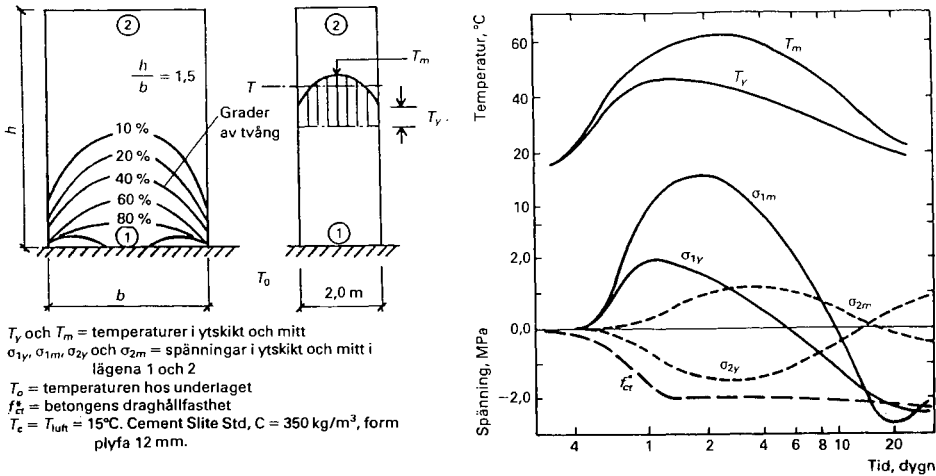 ②
②
h/b = 1,5
T_m
T
Grader
av tvång
T_y
h
10 %
20 %
40 %
60 %
80 %
①
①
T_0
b
2,0 m
T_y och T_m = temperaturer i ytskikt och mitt
σ_1y, σ_1m, σ_2y och σ_2m = spänningar i ytskikt och mitt i
lägena 1 och 2
T_o = temperaturen hos underlaget
f*_ct = betongens draghållfasthet
T_c = T_luft = 15°C. Cement Slite Std, C = 350 kg/m³, form
plyfa 12 mm.
Temperatur, °C
60
40
20
T_m
T_y
10
2,0
0,0
−2,0
Spänning, MPa
σ_1m
σ_1y
σ_2m
σ_2y
f*_ct
4 1 2 4 6 8 10 20
Tid, dygn